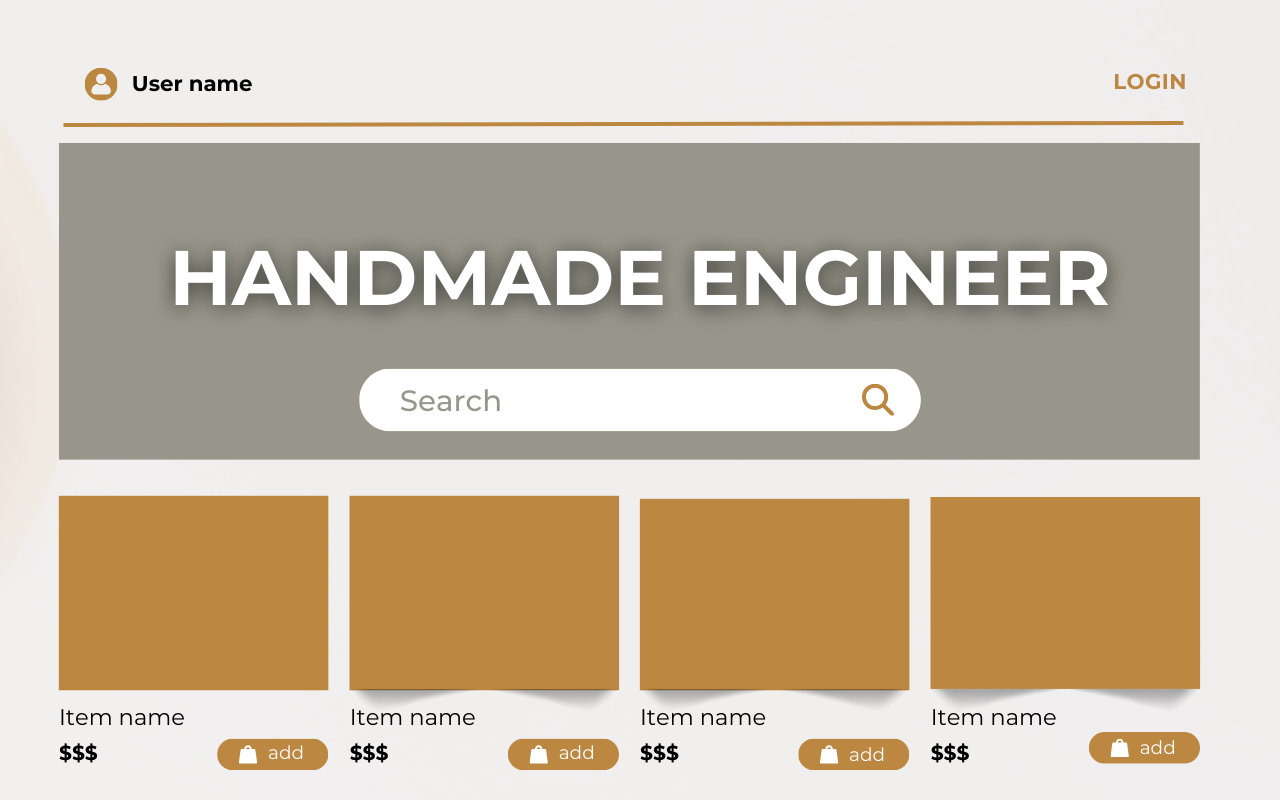 User name
LOGIN
HANDMADE ENGINEER
Search
Item name
$$$
add
Item name
$$$
add
Item name
$$$
add
Item name
$$$
add